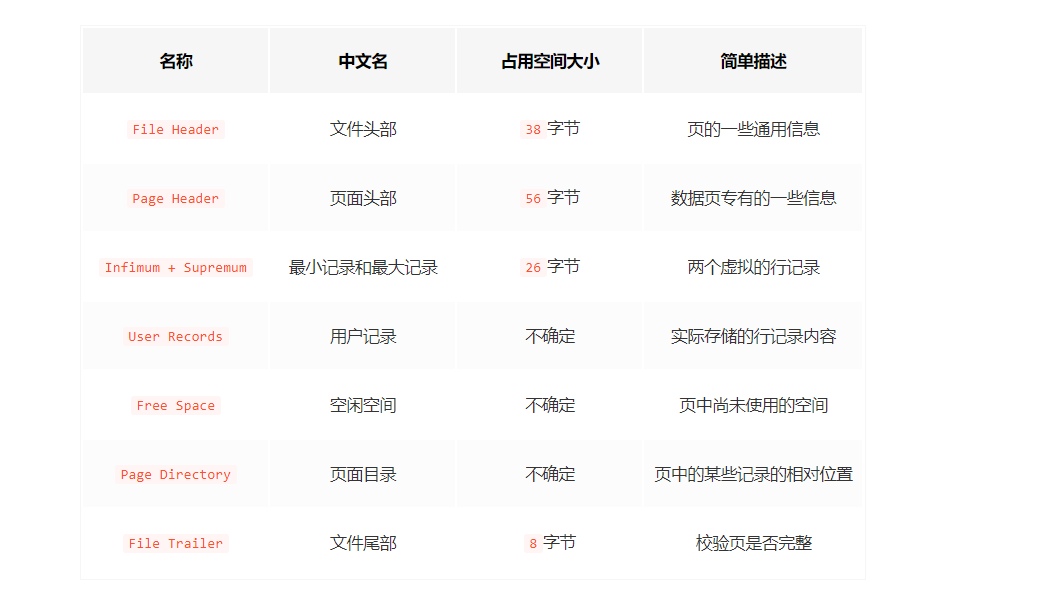 名称 中文名 占用空间大小 简单描述
File Header 文件头部 38 字节 页的一些通用信息
Page Header 页面头部 56 字节 数据页专有的一些信息
Infimum + Supremum 最小记录和最大记录 26 字节 两个虚拟的行记录
User Records 用户记录 不确定 实际存储的行记录内容
Free Space 空闲空间 不确定 页中尚未使用的空间
Page Directory 页面目录 不确定 页中的某些记录的相对位置
File Trailer 文件尾部 8 字节 校验页是否完整